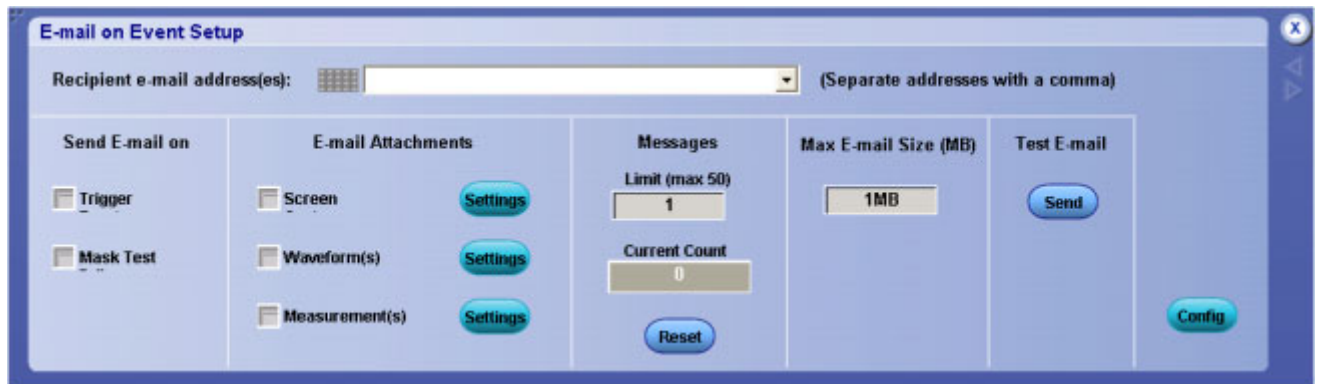 E-mail on Event Setup
X
Recipient e-mail address(es):
(Separate addresses with a comma)
Send E-mail on
Trigger
Mask Test
E-mail Attachments
Screen
Settings
Waveform(s)
Settings
Measurement(s)
Settings
Messages
Limit (max 50)
1
Current Count
0
Reset
Max E-mail Size (MB)
1MB
Test E-mail
Send
Config